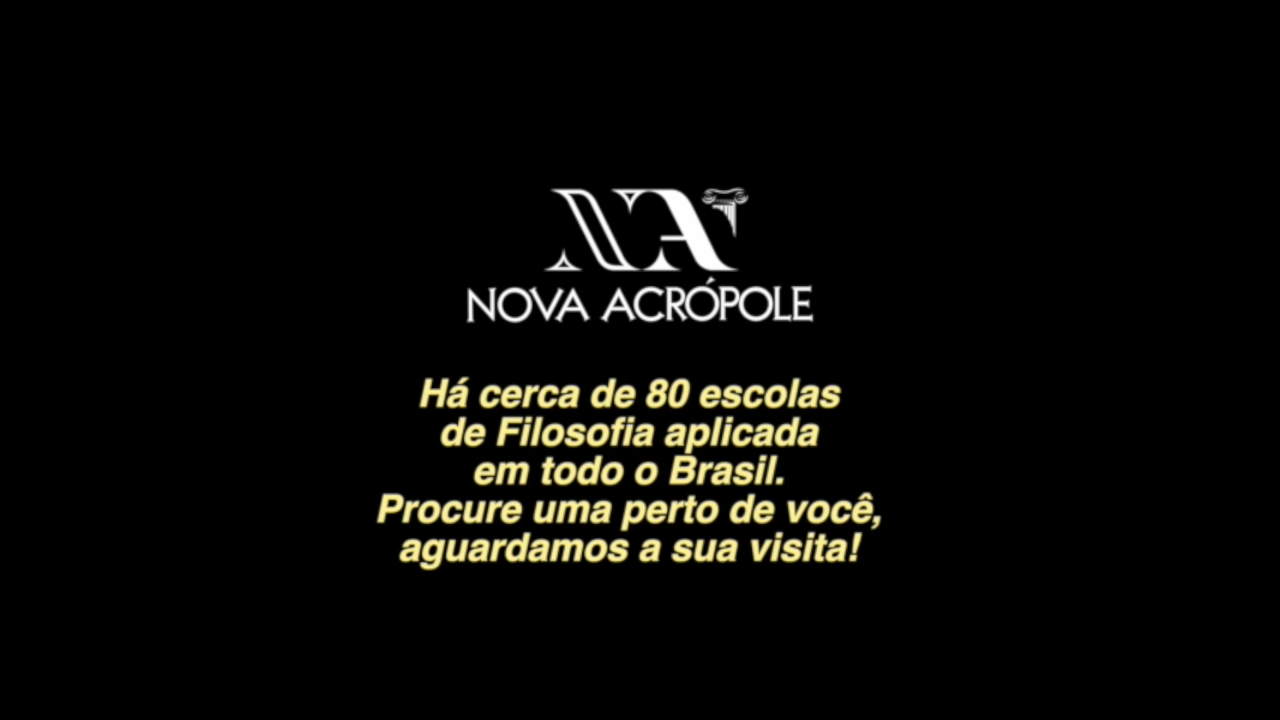 NA
NOVA ACRÓPOLE
Há cerca de 80 escolas
de Filosofia aplicada
em todo o Brasil.
Procure uma perto de você,
aguardamos a sua visita!